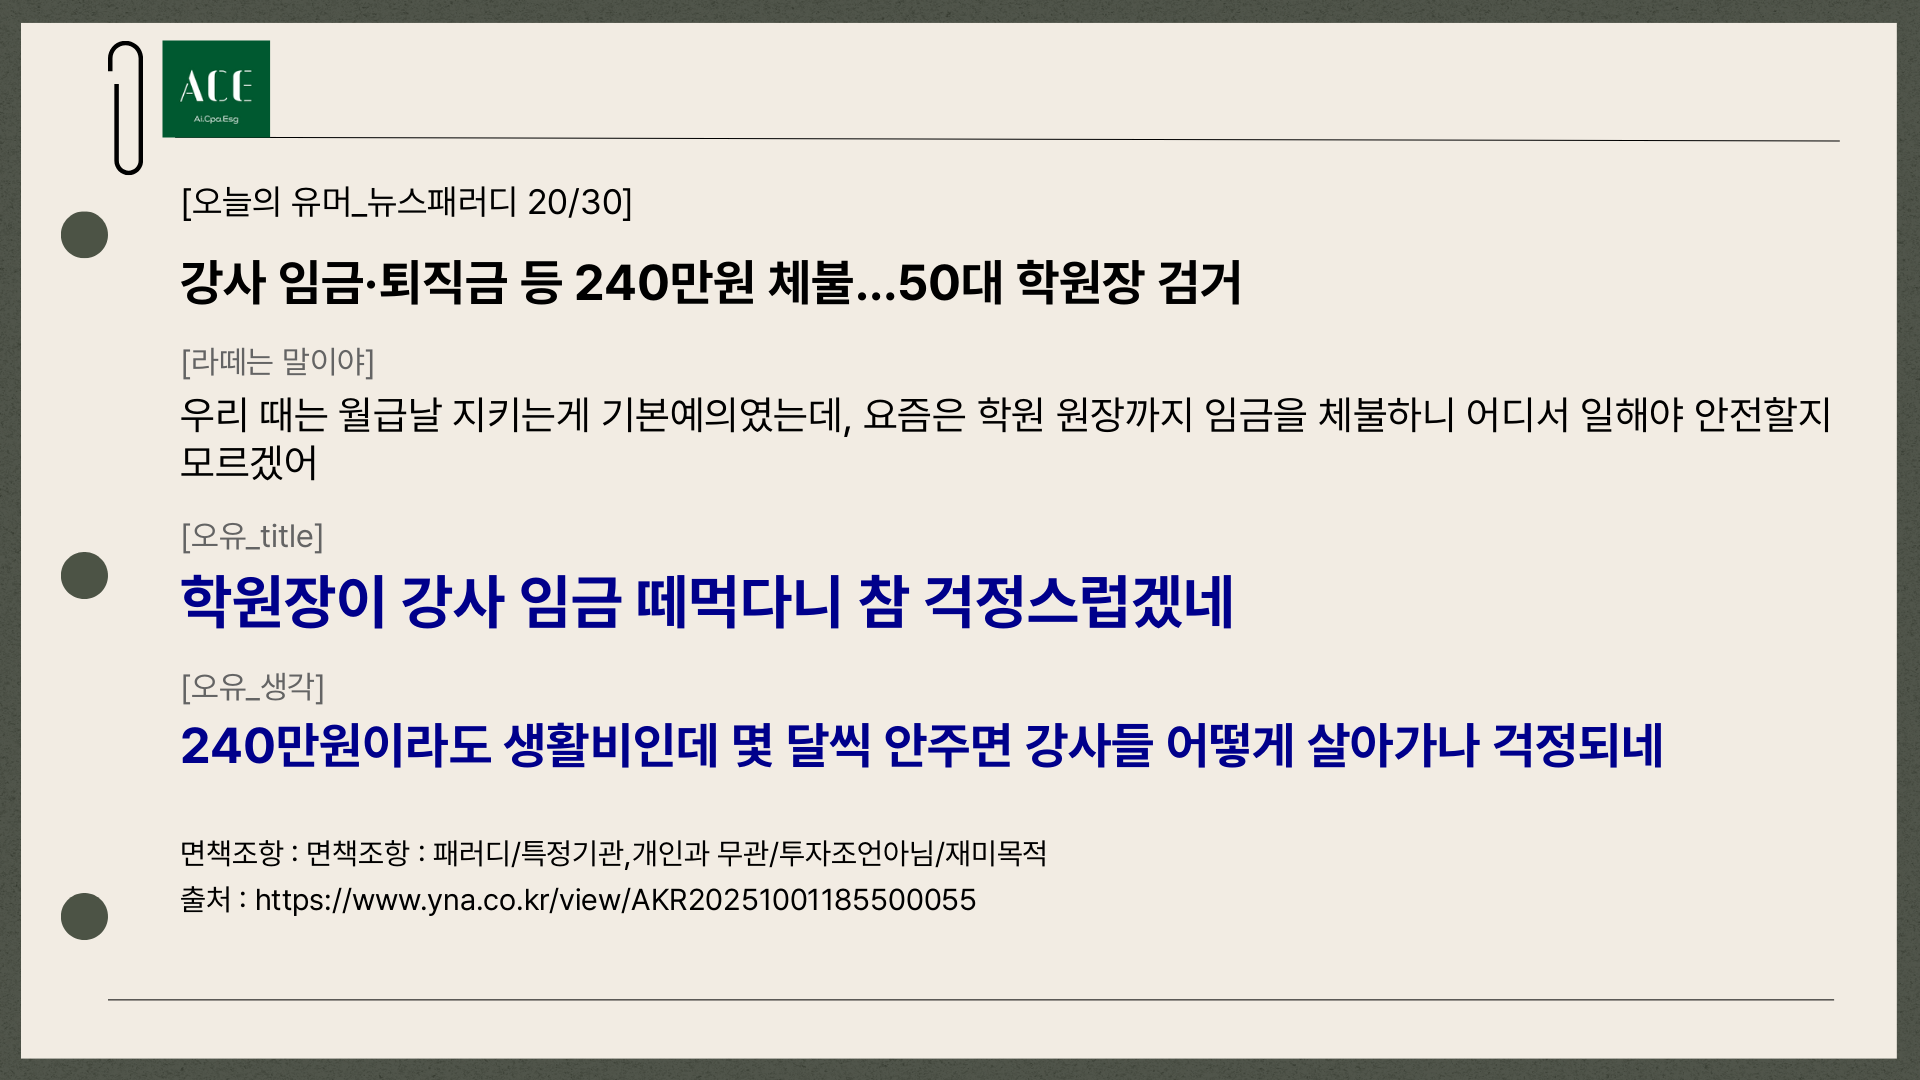 ACE
Ai.Cpa.Esg
[오늘의 유머_뉴스패러디 20/30]
강사 임금·퇴직금 등 240만원 체불...50대 학원장 검거
[라떼는 말이야]
우리 때는 월급날 지키는게 기본예의였는데, 요즘은 학원 원장까지 임금을 체불하니 어디서 일해야 안전할지
모르겠어
[오유_title]
학원장이 강사 임금 떼먹다니 참 걱정스럽겠네
[오유_생각]
240만원이라도 생활비인데 몇 달씩 안주면 강사들 어떻게 살아가나 걱정되네
면책조항 : 면책조항 : 패러디/특정기관,개인과 무관/투자조언아님/재미목적
출처 : https://www.yna.co.kr/view/AKR20251001185500055